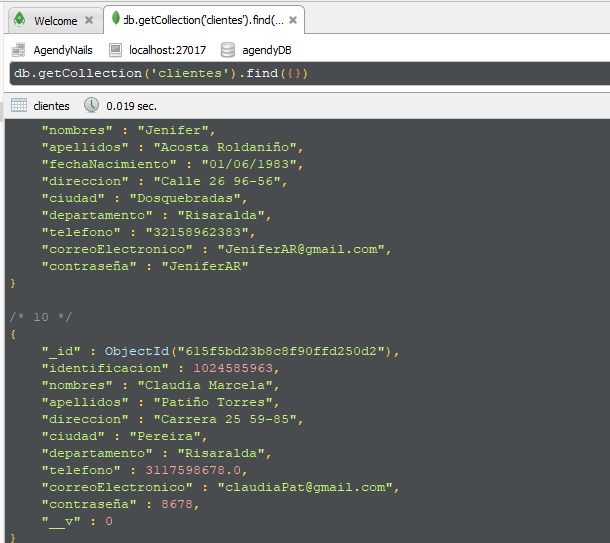 Welcome
db.getCollection('clientes').find(...
AgendyNails localhost:27017 agendyDB
db.getCollection('clientes').find({})
clientes 0.019 sec.
"nombres" : "Jenifer",
"apellidos" : "Acosta Roldaniño",
"fechaNacimiento" : "01/06/1983",
"direccion" : "Calle 26 96-56",
"ciudad" : "Dosquebradas",
"departamento" : "Risaralda",
"telefono" : "32158962383",
"correoElectronico" : "JeniferAR@gmail.com",
"contraseña" : "JeniferAR"
}
/* 10 */
{
"_id" : ObjectId("615f5bd23b8c8f90ffd250d2"),
"identificacion" : 1024585963,
"nombres" : "Claudia Marcela",
"apellidos" : "Patiño Torres",
"direccion" : "Carrera 25 59-85",
"ciudad" : "Pereira",
"departamento" : "Risaralda",
"telefono" : 3117598678.0,
"correoElectronico" : "claudiaPat@gmail.com",
"contraseña" : 8678,
"__v" : 0
}